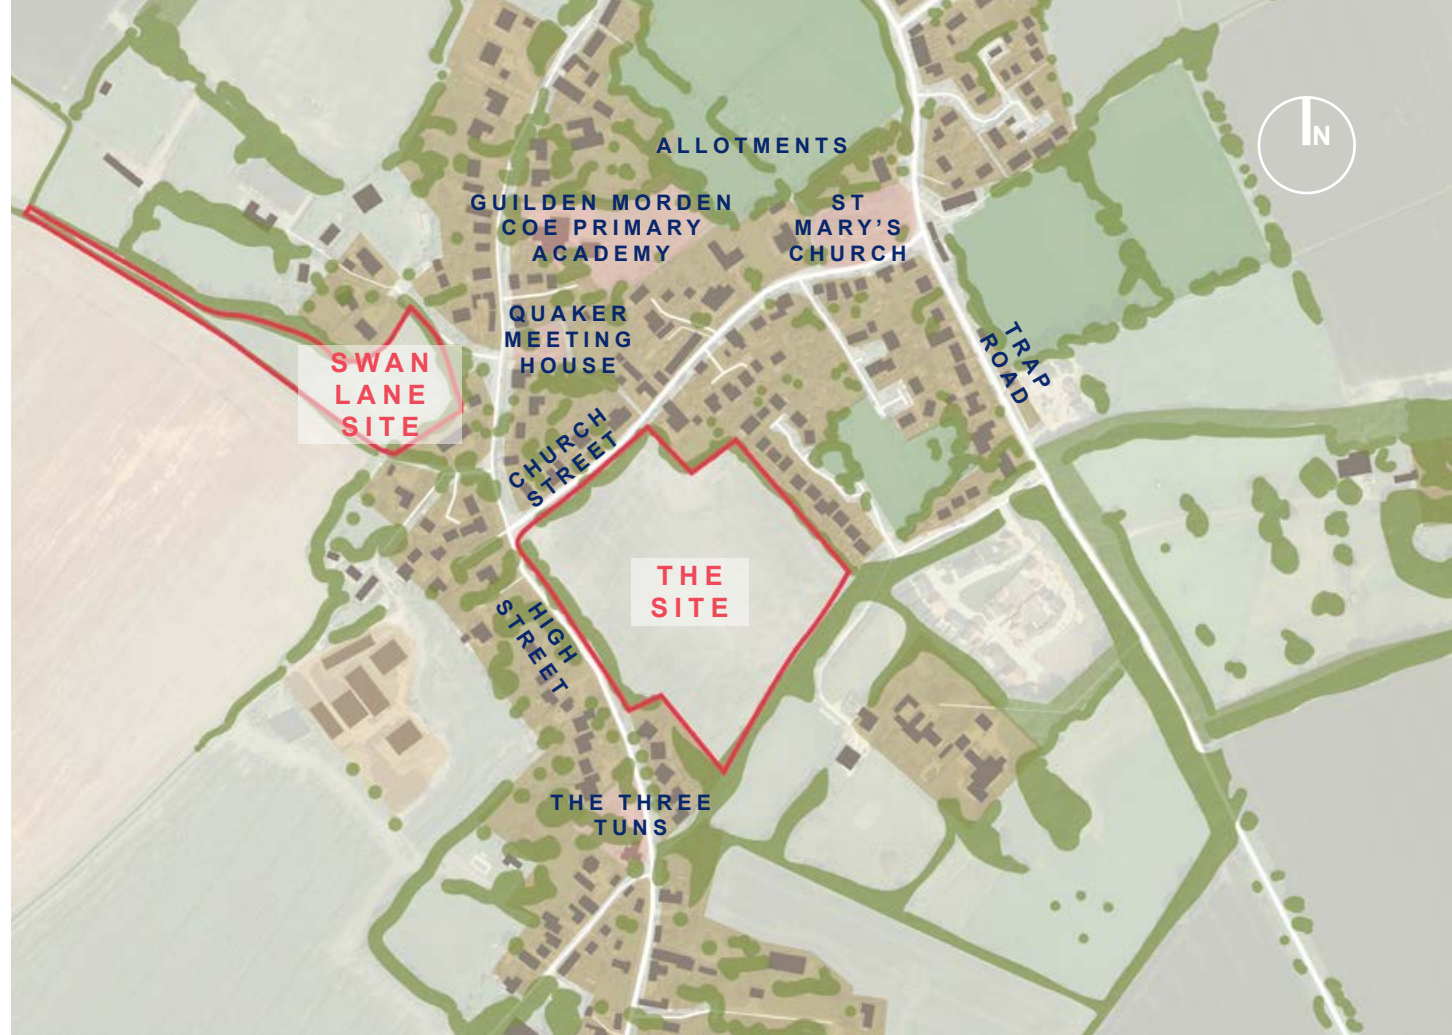 ALLOTMENTS
N
GUILDEN MORDEN
COE PRIMARY
ACADEMY
ST
MARY'S
CHURCH
QUAKER
MEETING
HOUSE
TRAP
ROAD
SWAN
LANE
SITE
CHURCH
STREET
THE
SITE
HIGH
STREET
THE THREE
TUNS